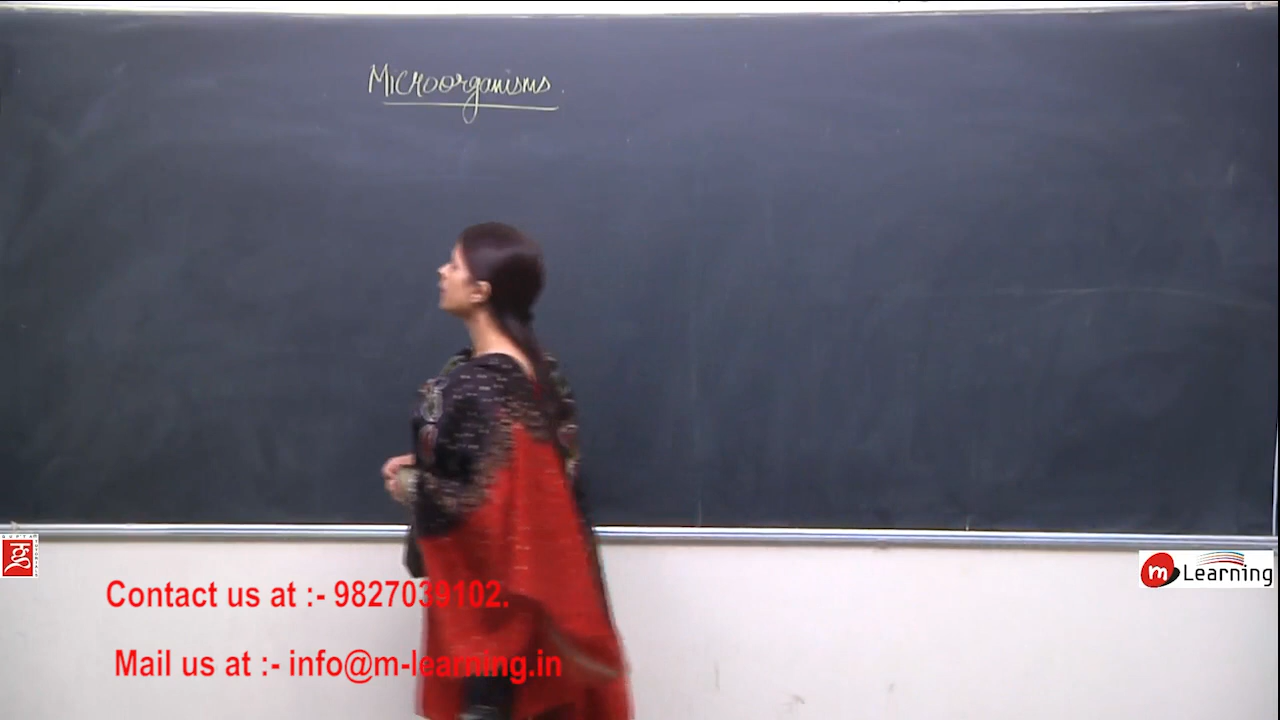 Microorganisms.
Contact us at :- 9827039102.
Mail us at :- info@m-learning.in
m Learning